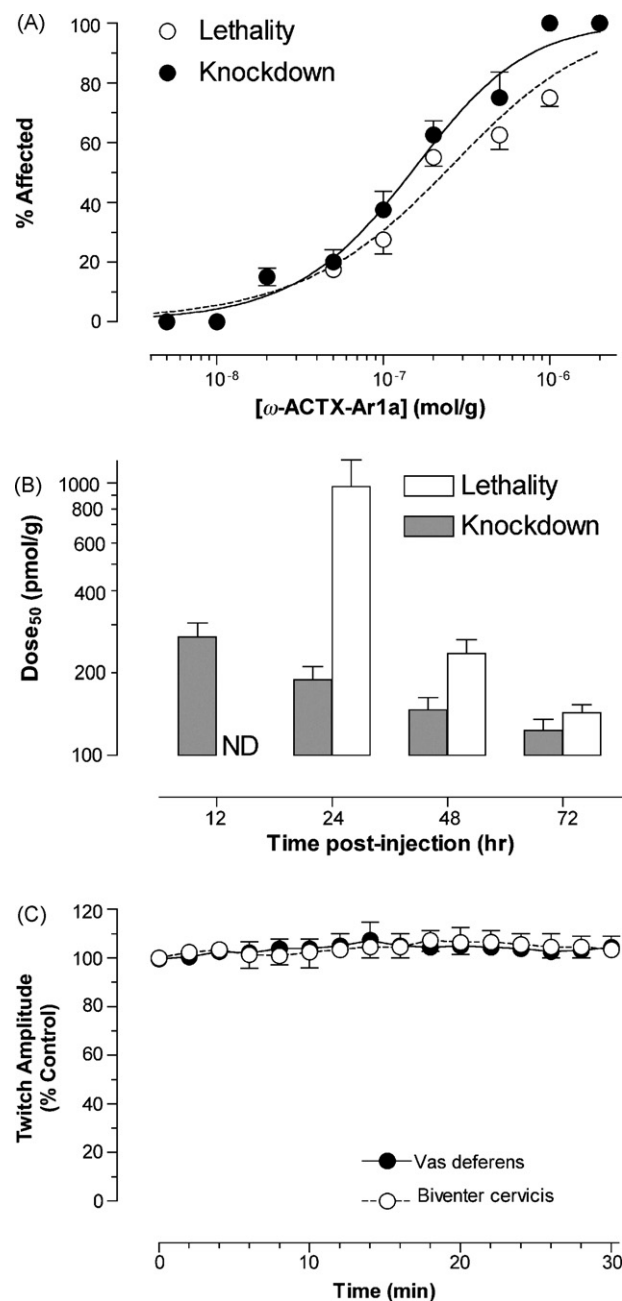 (A)
Lethality
Knockdown
% Affected
100
80
60
40
20
0
10⁻⁸
10⁻⁷
10⁻⁶
[ω-ACTX-Ar1a] (mol/g)
(B)
Lethality
Knockdown
Dose₅₀ (pmol/g)
1000
800
600
400
200
100
ND
12
24
48
72
Time post-injection (hr)
(C)
Twitch Amplitude
(% Control)
120
100
80
60
40
20
0
Vas deferens
Biventer cervicis
0
10
20
30
Time (min)